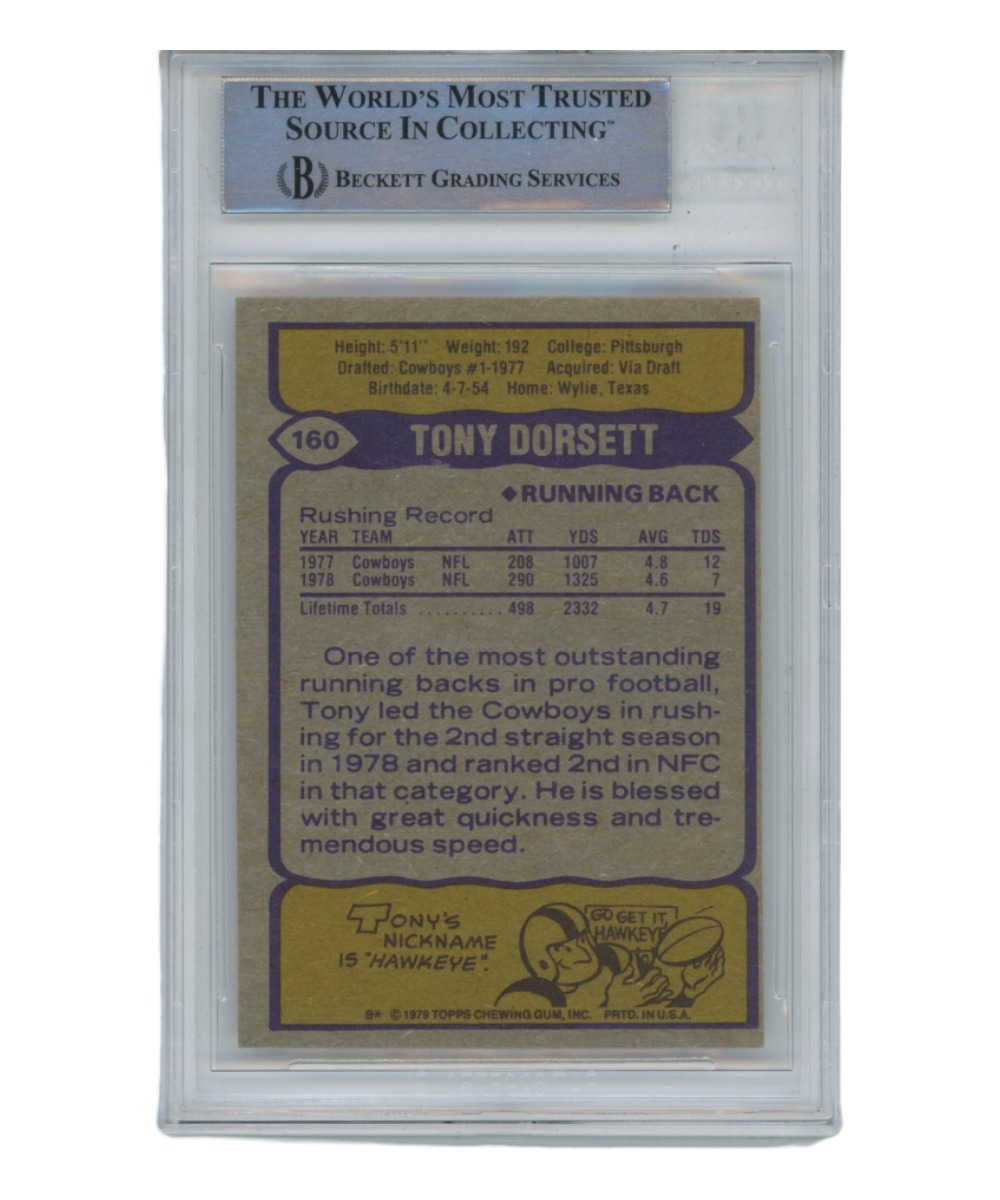 THE WORLD'S MOST TRUSTED
SOURCE IN COLLECTING™
B BECKETT GRADING SERVICES
Height: 5'11'' Weight: 192 College: Pittsburgh
Drafted: Cowboys #1-1977 Acquired: Via Draft
Birthdate: 4-7-54 Home: Wylie, Texas
160 TONY DORSETT
◆RUNNING BACK
Rushing Record
YEAR TEAM ATT YDS AVG TDS
1977 Cowboys NFL 208 1007 4.8 12
1978 Cowboys NFL 290 1325 4.6 7
Lifetime Totals .......... 498 2332 4.7 19
One of the most outstanding
running backs in pro football,
Tony led the Cowboys in rush-
ing for the 2nd straight season
in 1978 and ranked 2nd in NFC
in that category. He is blessed
with great quickness and tre-
mendous speed.
TONY'S
NICKNAME
IS "HAWKEYE".
GO GET IT,
HAWKEYE
B* © 1979 TOPPS CHEWING GUM, INC. PRTD. IN U.S.A.